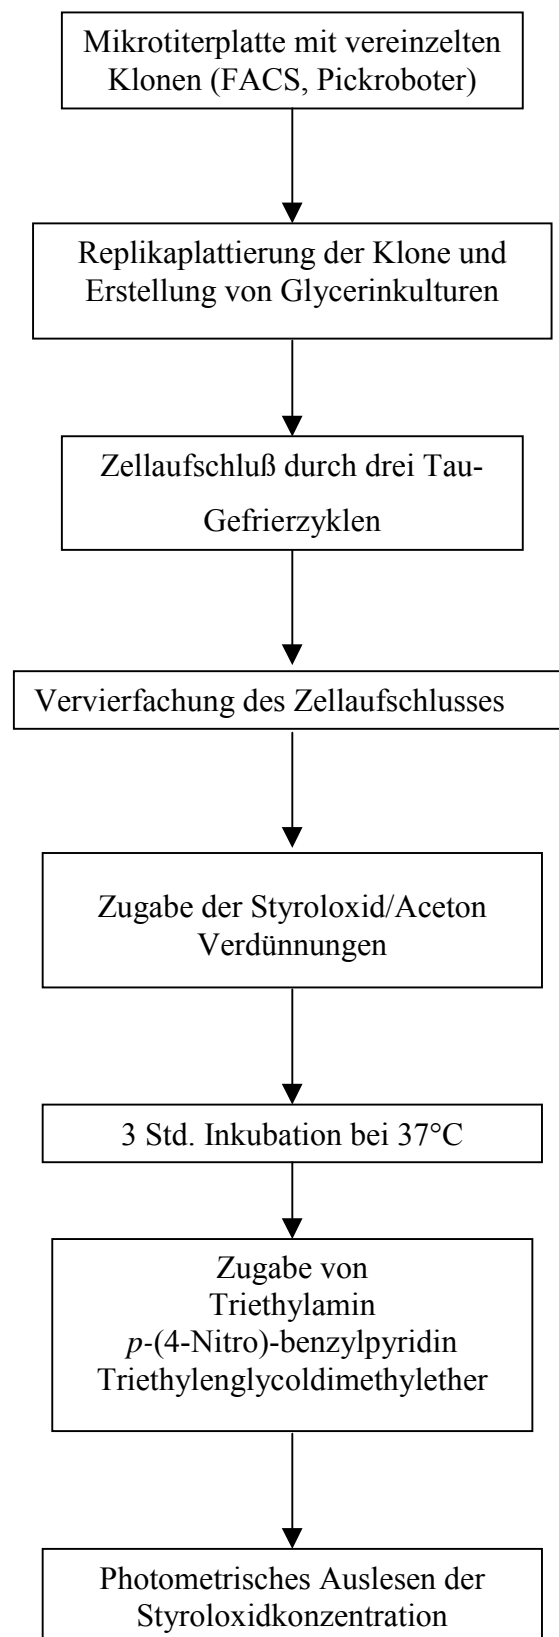 Mikrotiterplatte mit vereinzelten
Klonen (FACS, Pickroboter)
Replikaplattierung der Klone und
Erstellung von Glycerinkulturen
Zellaufschluß durch drei Tau-
Gefrierzyklen
Vervierfachung des Zellaufschlusses
Zugabe der Styroloxid/Aceton
Verdünnungen
3 Std. Inkubation bei 37°C
Zugabe von
Triethylamin
p-(4-Nitro)-benzylpyridin
Triethylenglycoldimethylether
Photometrisches Auslesen der
Styroloxidkonzentration